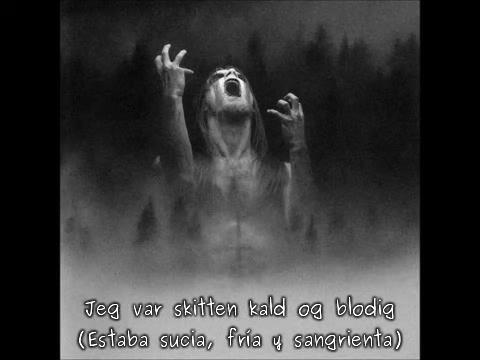 Jeg var skitten kald og blodig
(Estaba sucia, fría y sangrienta)